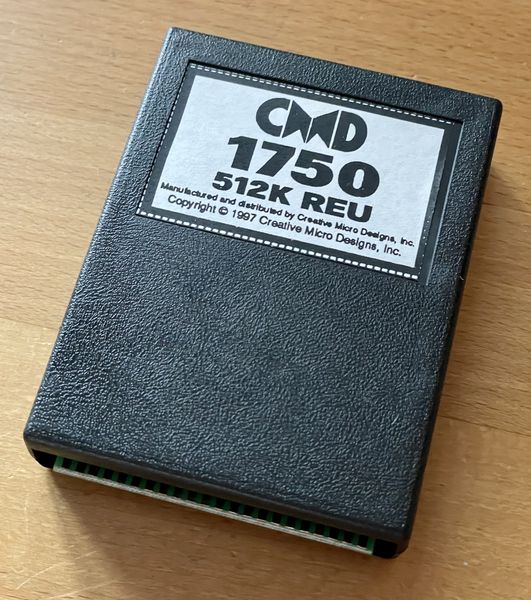 CMD
1750
512K REU
Manufactured and distributed by Creative Micro Designs, Inc.
Copyright © 1997 Creative Micro Designs, Inc.